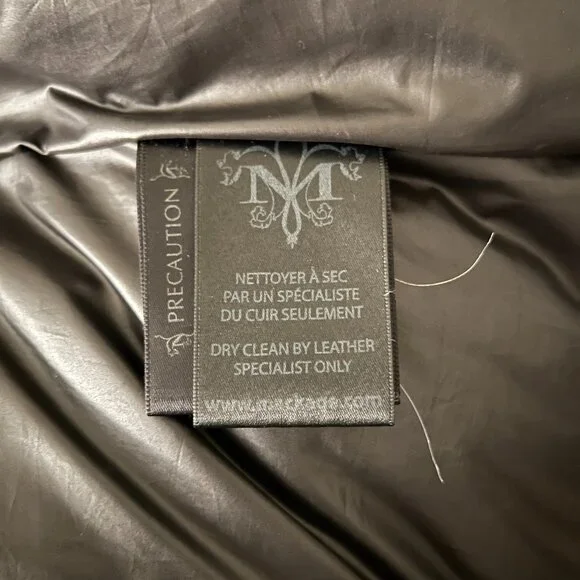 PRECAUTION
M
NETTOYER À SEC
PAR UN SPÉCIALISTE
DU CUIR SEULEMENT
DRY CLEAN BY LEATHER
SPECIALIST ONLY
www.mackage.com